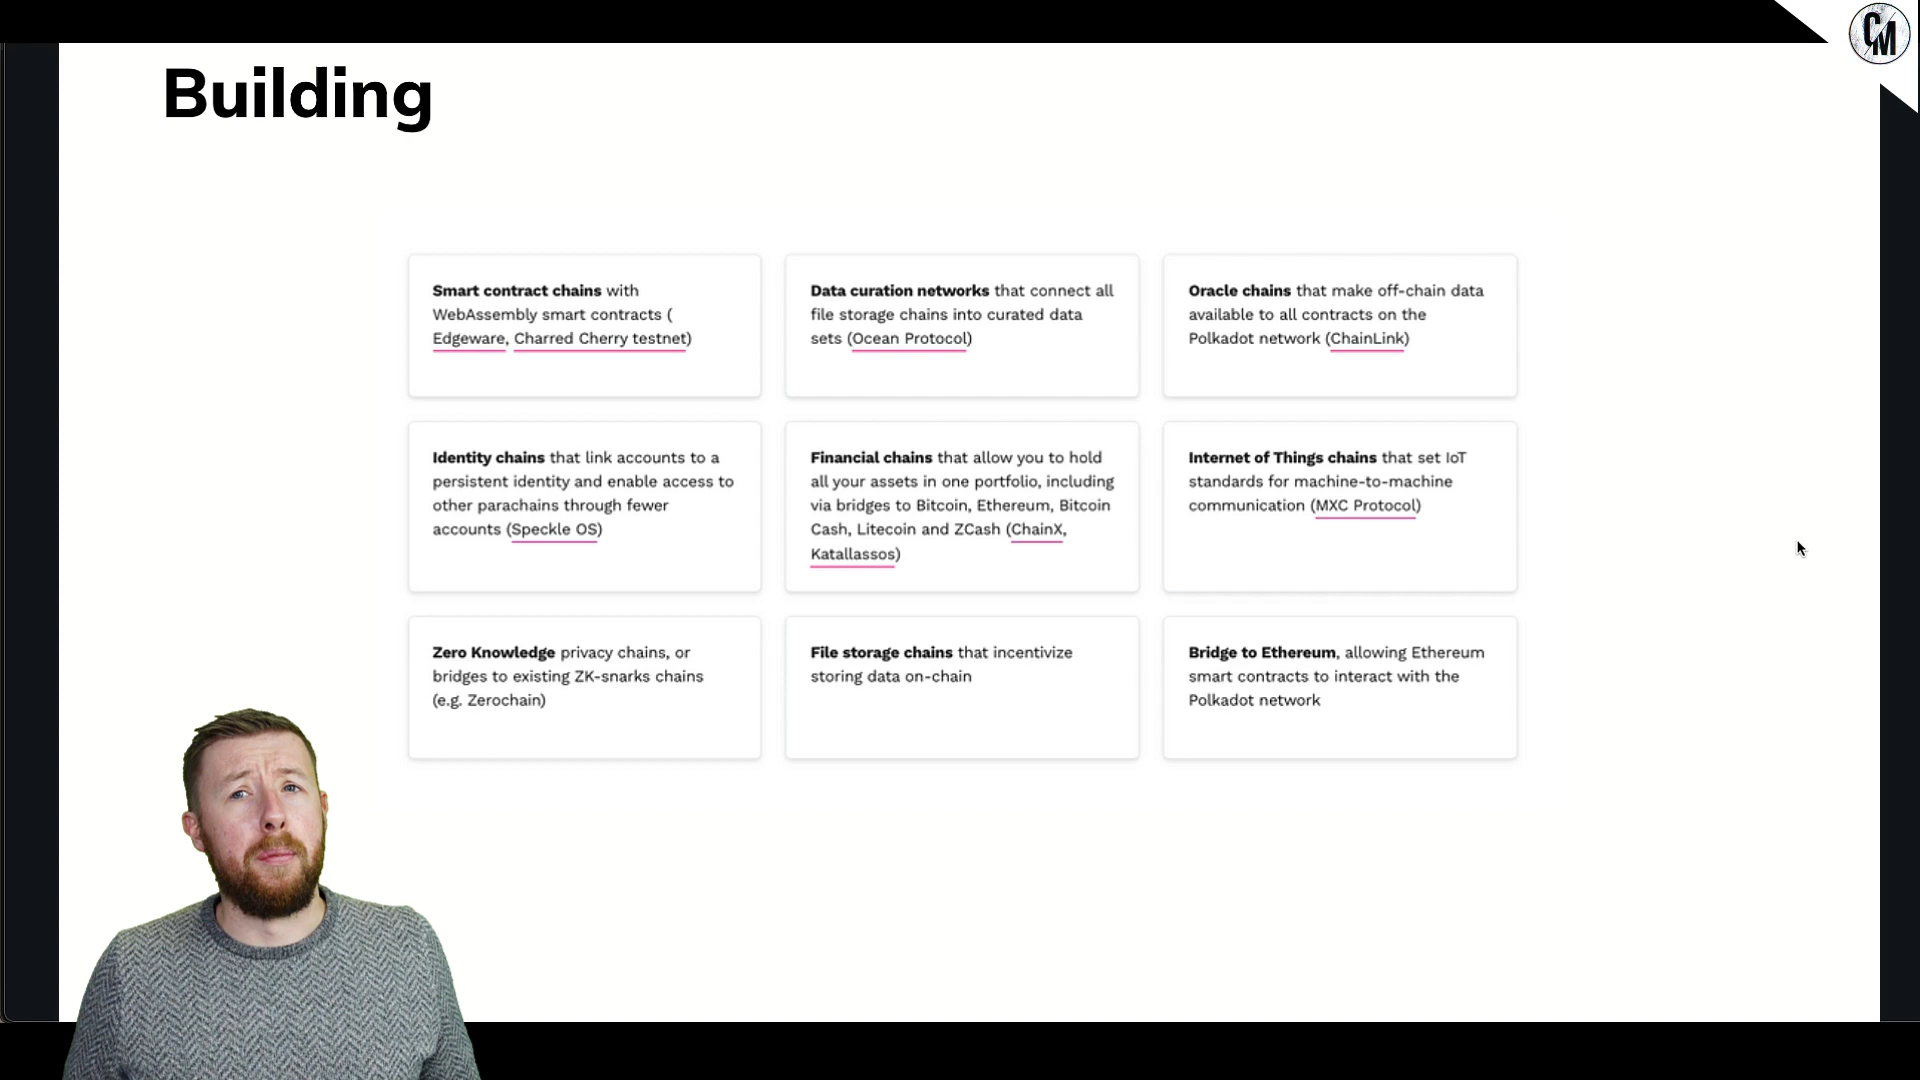 CM
Building
Smart contract chains with
WebAssembly smart contracts (
Edgeware, Charred Cherry testnet)
Data curation networks that connect all
file storage chains into curated data
sets (Ocean Protocol)
Oracle chains that make off-chain data
available to all contracts on the
Polkadot network (ChainLink)
Identity chains that link accounts to a
persistent identity and enable access to
other parachains through fewer
accounts (Speckle OS)
Financial chains that allow you to hold
all your assets in one portfolio, including
via bridges to Bitcoin, Ethereum, Bitcoin
Cash, Litecoin and ZCash (ChainX,
Katallassos)
Internet of Things chains that set IoT
standards for machine-to-machine
communication (MXC Protocol)
Zero Knowledge privacy chains, or
bridges to existing ZK-snarks chains
(e.g. Zerochain)
File storage chains that incentivize
storing data on-chain
Bridge to Ethereum, allowing Ethereum
smart contracts to interact with the
Polkadot network